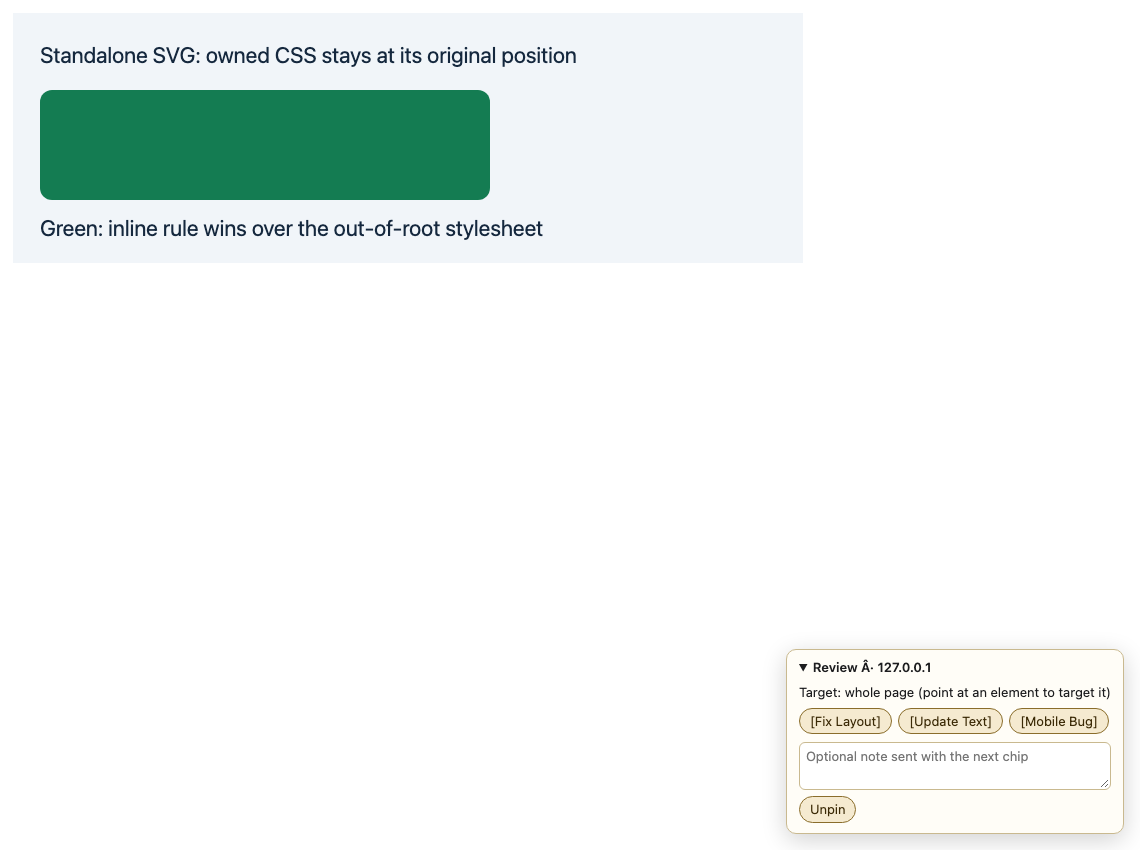 Standalone SVG: owned CSS stays at its original position
Green: inline rule wins over the out-of-root stylesheet
▼ Review Â· 127.0.0.1
Target: whole page (point at an element to target it)
[Fix Layout] [Update Text] [Mobile Bug]
Optional note sent with the next chip
Unpin